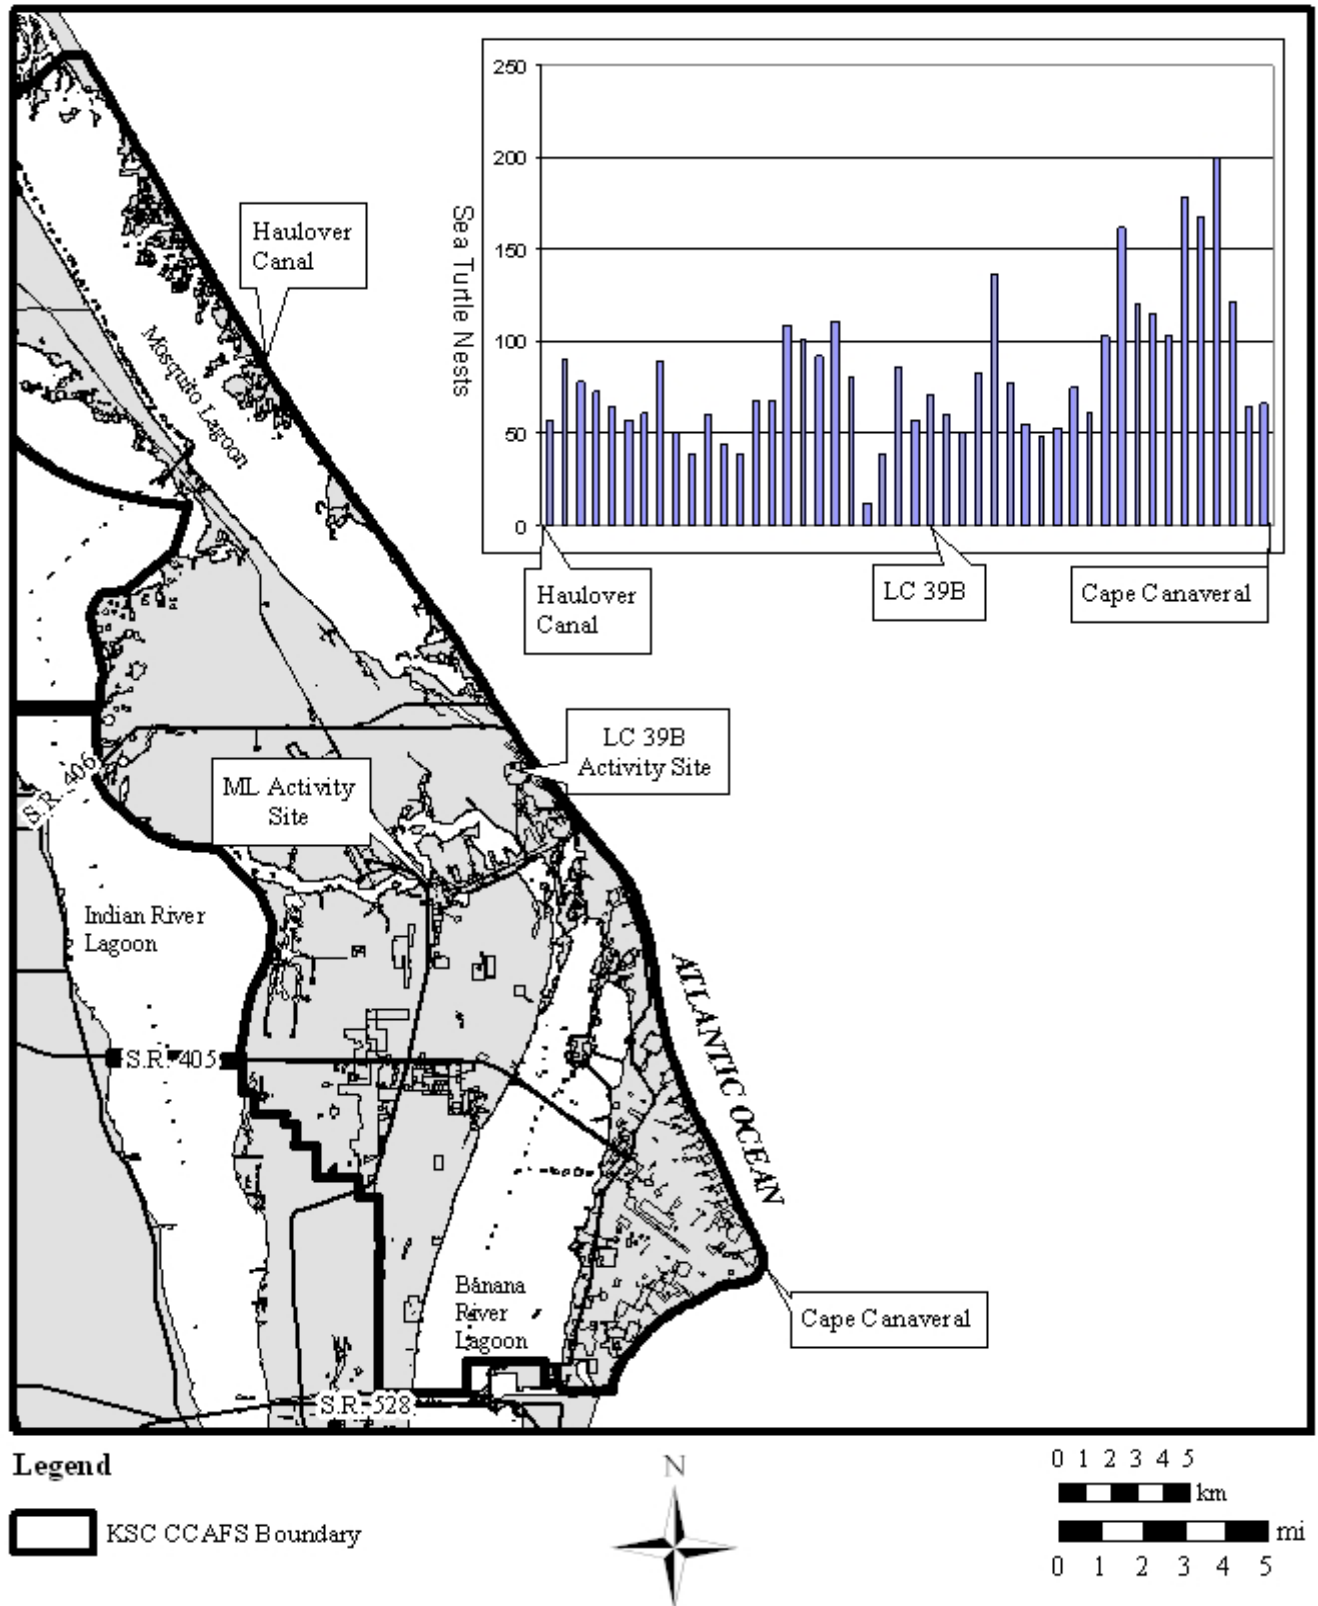 250
200
150
100
50
0
Sea Turtle Nests
Haulover
Canal
LC 39B
Cape Canaveral
Haulover
Canal
Mosquito Lagoon
LC 39B
Activity Site
ML Activity
Site
S.R. 406
Indian River
Lagoon
S.R. 405
ATLANTIC OCEAN
Banana
River
Lagoon
Cape Canaveral
S.R. 528
Legend
KSC CCAFS Boundary
N
0 1 2 3 4 5
km
mi
0 1 2 3 4 5